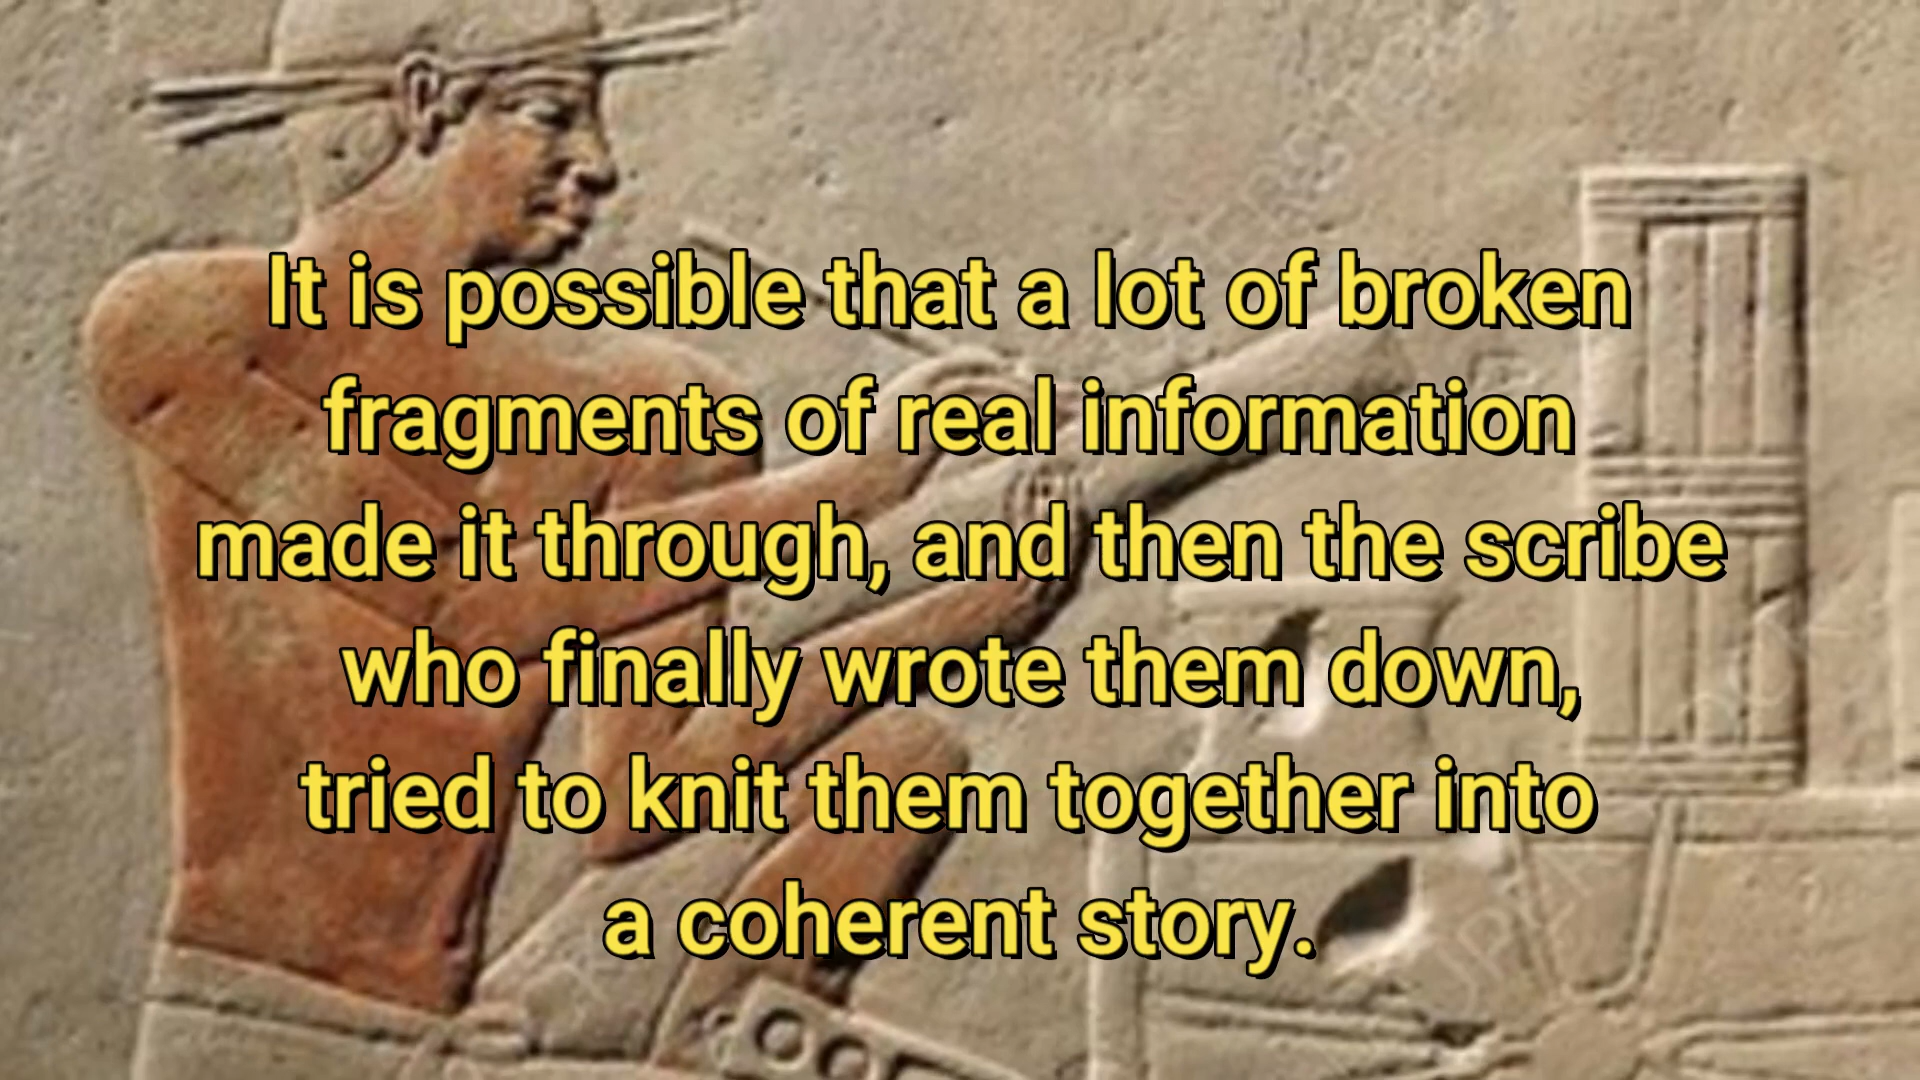 It is possible that a lot of broken
fragments of real information
made it through, and then the scribe
who finally wrote them down,
tried to knit them together into
a coherent story.